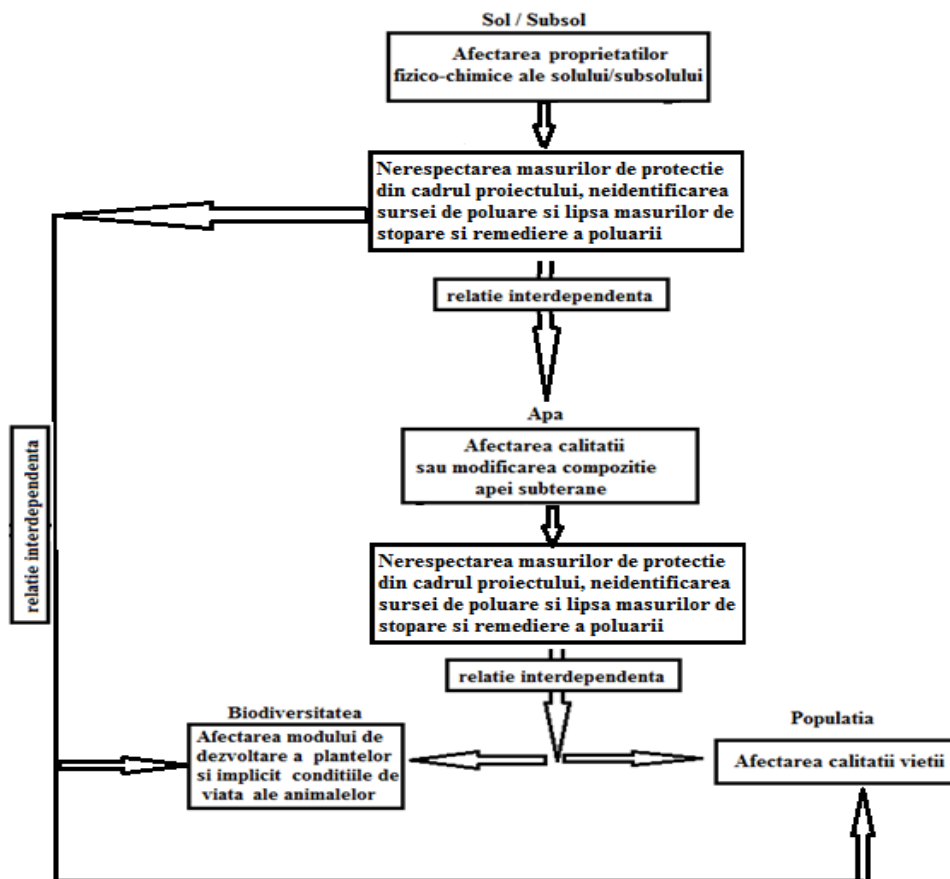 Sol / Subsol
Afectarea proprietatilor
fizico-chimice ale solului/subsolului
Nerespectarea masurilor de protectie
din cadrul proiectului, neidentificarea
sursei de poluare si lipsa masurilor de
stopare si remediere a poluarii
relatie interdependenta
Apa
Afectarea calitatii
sau modificarea compozitie
apei subterane
Nerespectarea masurilor de protectie
din cadrul proiectului, neidentificarea
sursei de poluare si lipsa masurilor de
stopare si remediere a poluarii
relatie interdependenta
relatie interdependenta
Biodiversitatea
Afectarea modului de
dezvoltare a plantelor
si implicit conditiile de
viata ale animalelor
Populatia
Afectarea calitatii vietii